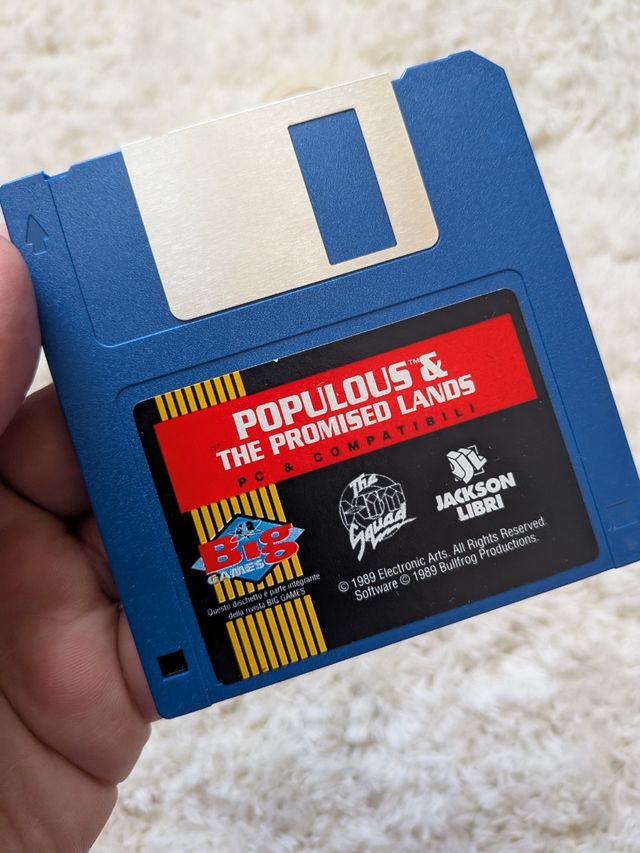 POPULOUS™ &
THE PROMISED LANDS
PC & COMPATIBILI
The
Squad
JACKSON
LIBRI
Big
GAMES
Questo dischetto è parte integrante
della rivista BIG GAMES
© 1989 Electronic Arts. All Rights Reserved.
Software © 1989 Bullfrog Productions.